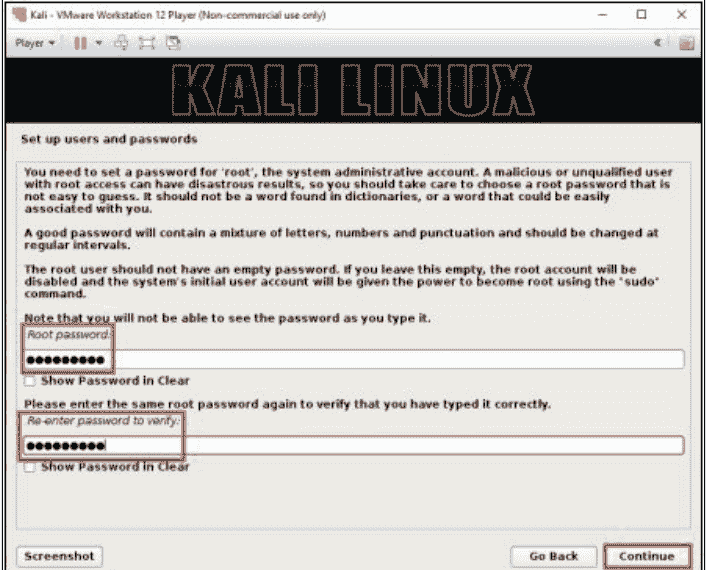 Kali - VMware Workstation 12 Player (Non-commercial use only)
Player
KALI LINUX
Set up users and passwords
You need to set a password for 'root', the system administrative account. A malicious or unqualified user
with root access can have disastrous results, so you should take care to choose a root password that is
not easy to guess. It should not be a word found in dictionaries, or a word that could be easily
associated with you.
A good password will contain a mixture of letters, numbers and punctuation and should be changed at
regular intervals.
The root user should not have an empty password. If you leave this empty, the root account will be
disabled and the system's initial user account will be given the power to become root using the "sudo"
command.
Note that you will not be able to see the password as you type it.
Root password:
Show Password in Clear
Please enter the same root password again to verify that you have typed it correctly.
Re-enter password to verify:
Show Password in Clear
Screenshot
Go Back
Continue